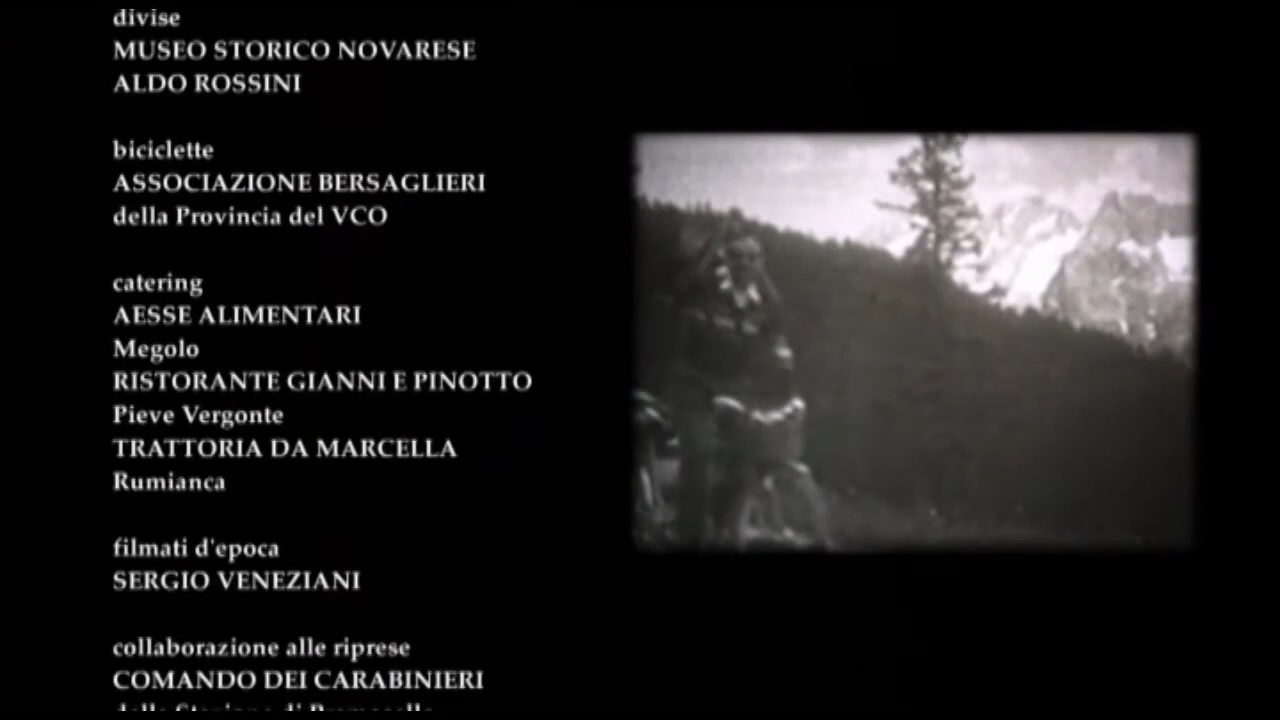 divise
MUSEO STORICO NOVARESE
ALDO ROSSINI
biciclette
ASSOCIAZIONE BERSAGLIERI
della Provincia del VCO
catering
AESSE ALIMENTARI
Megolo
RISTORANTE GIANNI E PINOTTO
Pieve Vergonte
TRATTORIA DA MARCELLA
Rumianca
filmati d'epoca
SERGIO VENEZIANI
collaborazione alle riprese
COMANDO DEI CARABINIERI